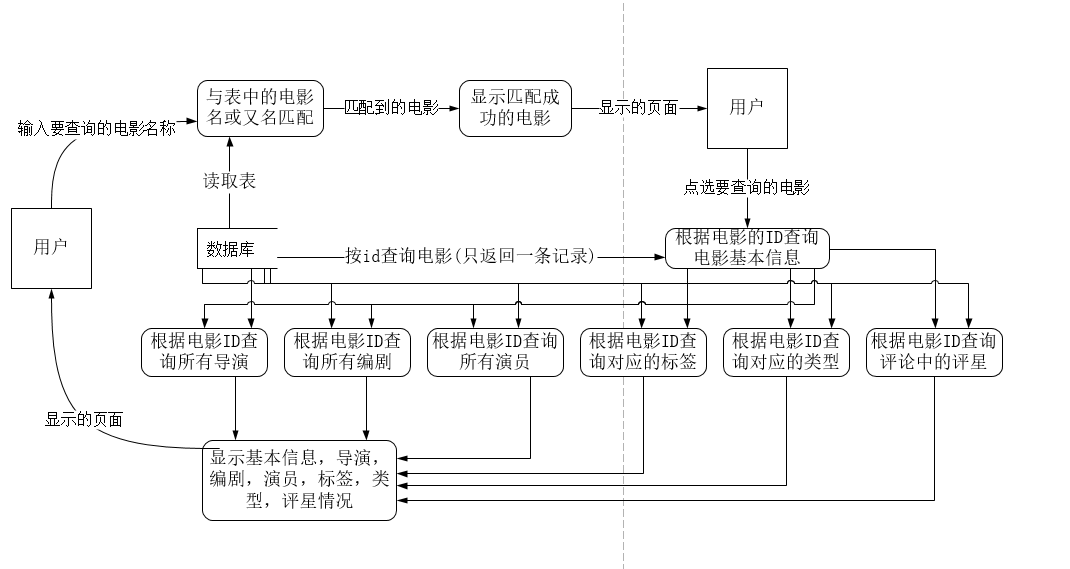 与表中的电影
名或又名匹配
匹配到的电影
显示匹配成
功的电影
显示的页面
用户
输入要查询的电影名称
读取表
点选要查询的电影
用户
数据库
按id查询电影(只返回一条记录)
根据电影的ID查询
电影基本信息
根据电影ID查
询所有导演
根据电影ID查
询所有编剧
根据电影ID查询
所有演员
根据电影ID查
询对应的标签
根据电影ID查
询对应的类型
根据电影ID查询
评论中的评星
显示的页面
显示基本信息，导演，
编剧，演员，标签，类
型，评星情况